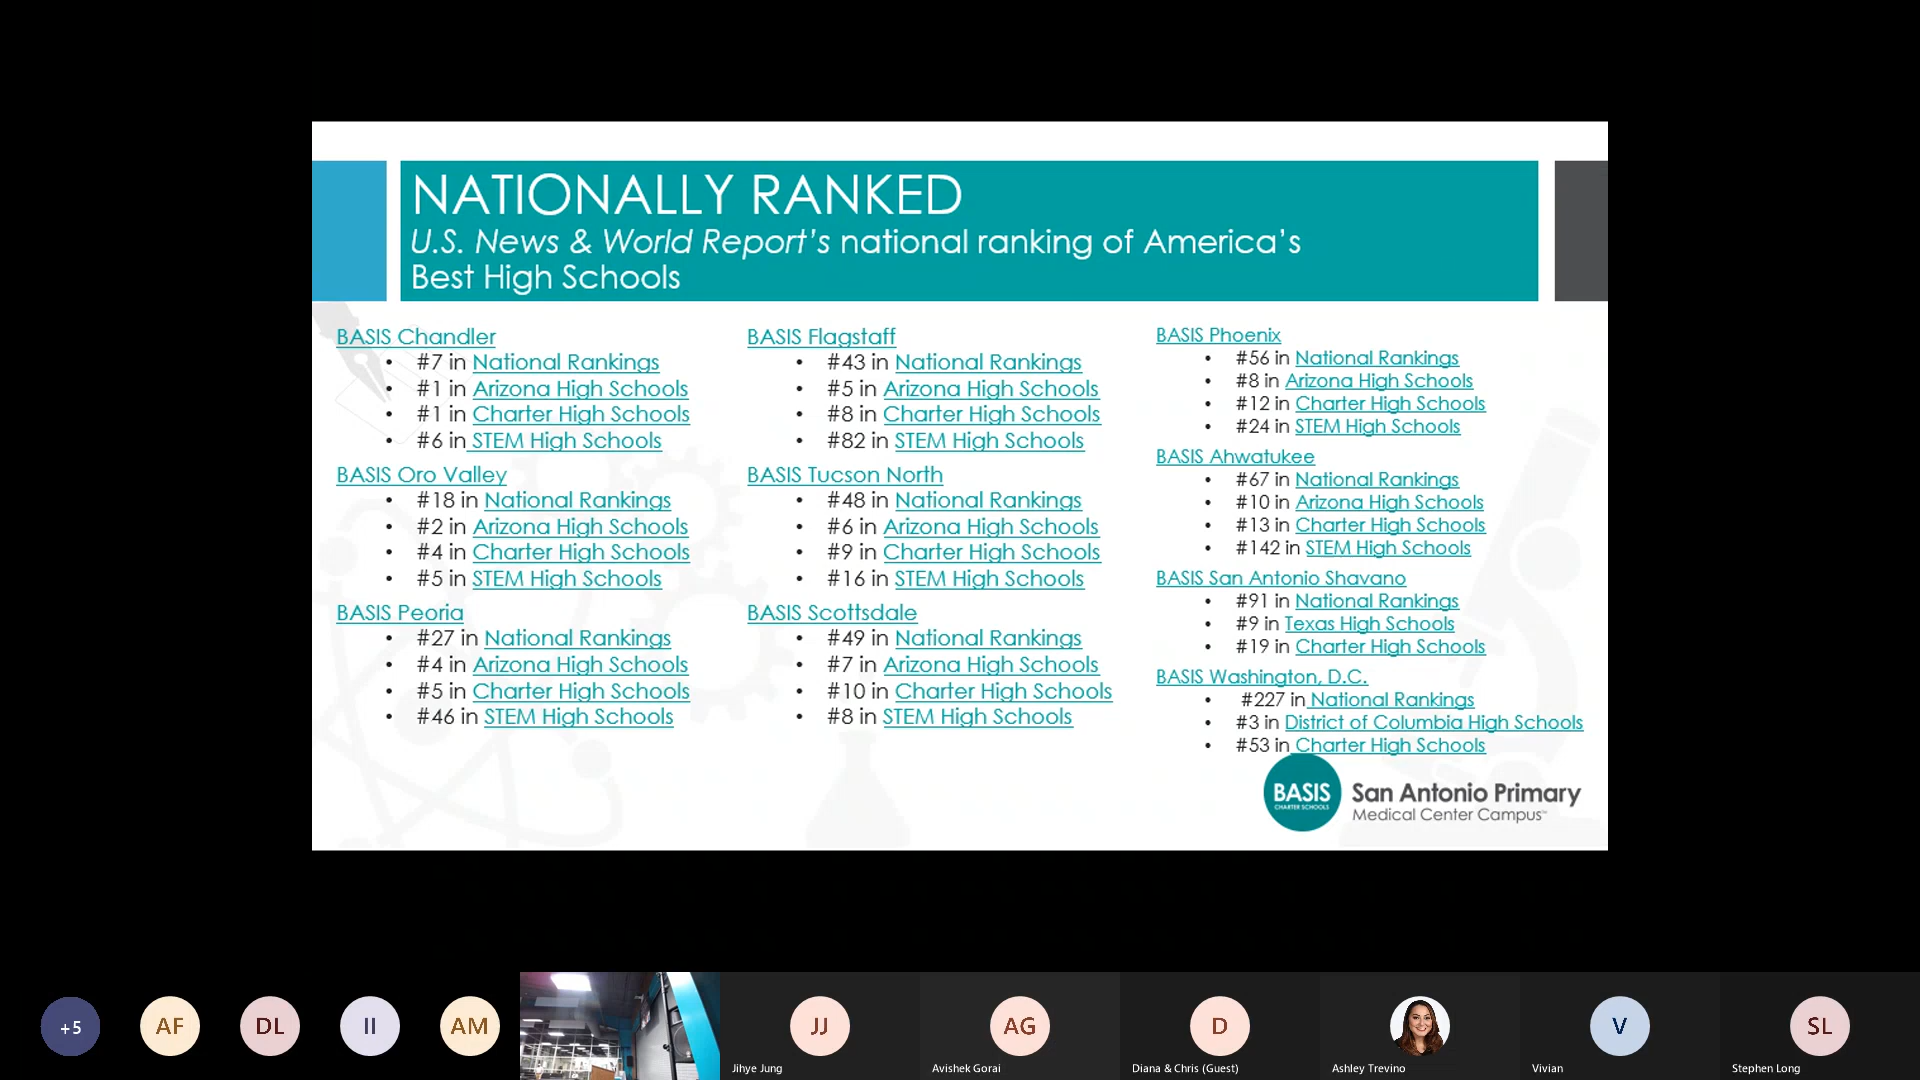 NATIONALLY RANKED
U.S. News & World Report's national ranking of America's
Best High Schools
BASIS Chandler
• #7 in National Rankings
• #1 in Arizona High Schools
• #1 in Charter High Schools
• #6 in STEM High Schools
BASIS Oro Valley
• #18 in National Rankings
• #2 in Arizona High Schools
• #4 in Charter High Schools
• #5 in STEM High Schools
BASIS Peoria
• #27 in National Rankings
• #4 in Arizona High Schools
• #5 in Charter High Schools
• #46 in STEM High Schools
BASIS Flagstaff
• #43 in National Rankings
• #5 in Arizona High Schools
• #8 in Charter High Schools
• #82 in STEM High Schools
BASIS Tucson North
• #48 in National Rankings
• #6 in Arizona High Schools
• #9 in Charter High Schools
• #16 in STEM High Schools
BASIS Scottsdale
• #49 in National Rankings
• #7 in Arizona High Schools
• #10 in Charter High Schools
• #8 in STEM High Schools
BASIS Phoenix
• #56 in National Rankings
• #8 in Arizona High Schools
• #12 in Charter High Schools
• #24 in STEM High Schools
BASIS Ahwatukee
• #67 in National Rankings
• #10 in Arizona High Schools
• #13 in Charter High Schools
• #142 in STEM High Schools
BASIS San Antonio Shavano
• #91 in National Rankings
• #9 in Texas High Schools
• #19 in Charter High Schools
BASIS Washington, D.C.
• #227 in National Rankings
• #3 in District of Columbia High Schools
• #53 in Charter High Schools
BASIS
CHARTER SCHOOLS
San Antonio Primary
Medical Center Campus™
+5
AF
DL
II
AM
JJ
AG
D
V
SL
Jihye Jung
Avishek Gorai
Diana & Chris (Guest)
Ashley Trevino
Vivian
Stephen Long